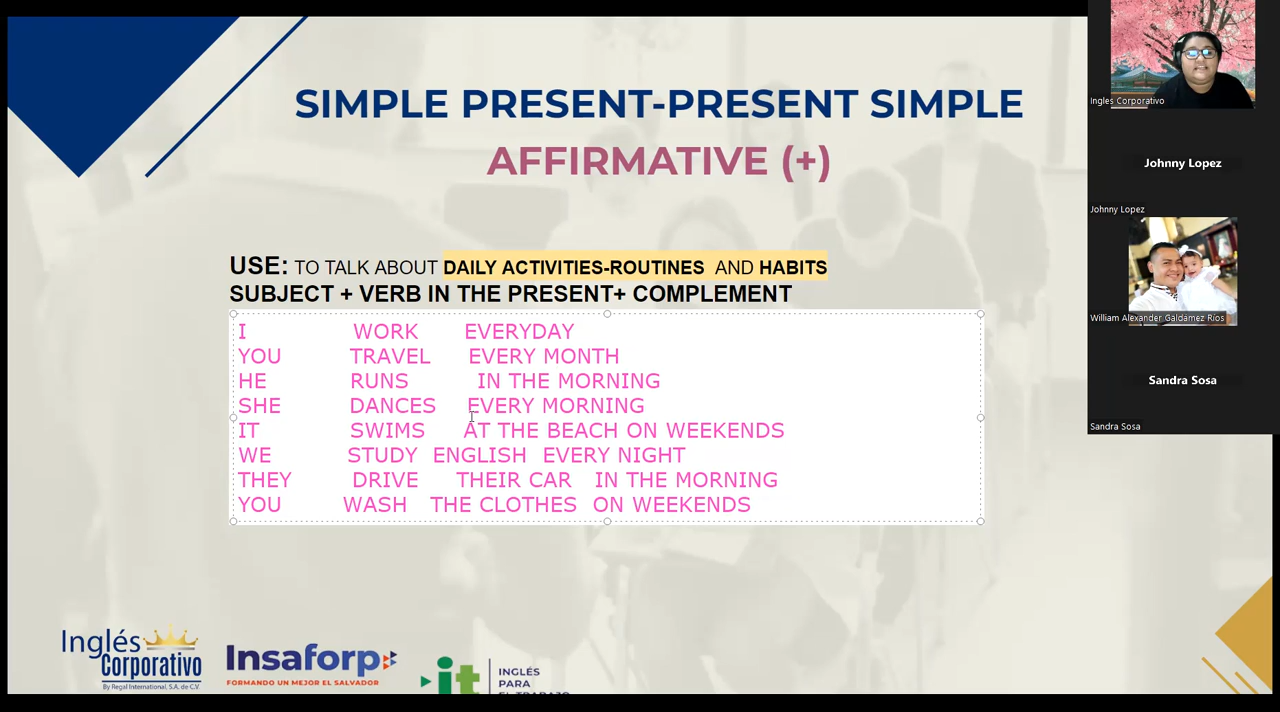 SIMPLE PRESENT-PRESENT SIMPLE
AFFIRMATIVE (+)
USE: TO TALK ABOUT DAILY ACTIVITIES-ROUTINES AND HABITS
SUBJECT + VERB IN THE PRESENT+ COMPLEMENT
I WORK EVERYDAY
YOU TRAVEL EVERY MONTH
HE RUNS IN THE MORNING
SHE DANCES EVERY MORNING
IT SWIMS AT THE BEACH ON WEEKENDS
WE STUDY ENGLISH EVERY NIGHT
THEY DRIVE THEIR CAR IN THE MORNING
YOU WASH THE CLOTHES ON WEEKENDS
Inglés
Corporativo
By Regal International, S.A. de C.V.
Insaforp
FORMANDO UN MEJOR EL SALVADOR
it
INGLÉS
PARA
EL TRABAJO
Ingles Corporativo
Johnny Lopez
Johnny Lopez
William Alexander Galdamez Rios
Sandra Sosa
Sandra Sosa